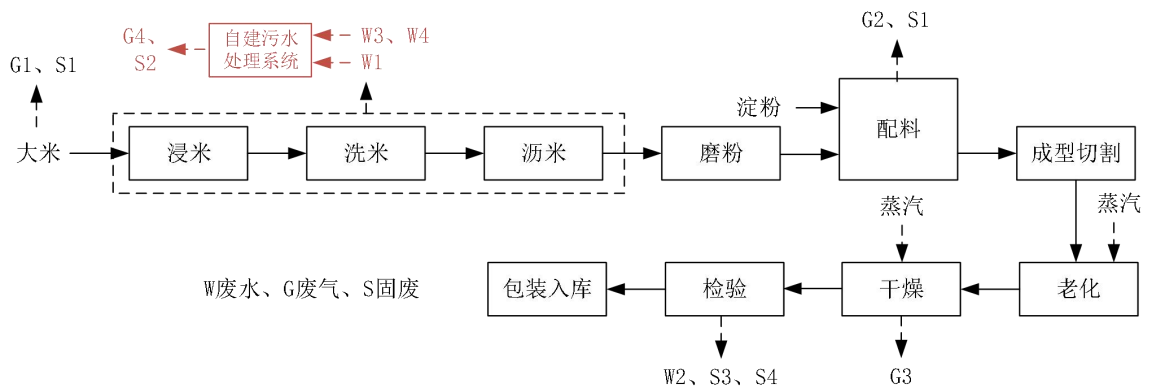 G2、S1
G4、
S2
自建污水
处理系统
W3、W4
W1
G1、S1
淀粉
配料
大米
浸米
洗米
沥米
磨粉
成型切割
蒸汽
蒸汽
W废水、G废气、S固废
包装入库
检验
干燥
老化
W2、S3、S4
G3